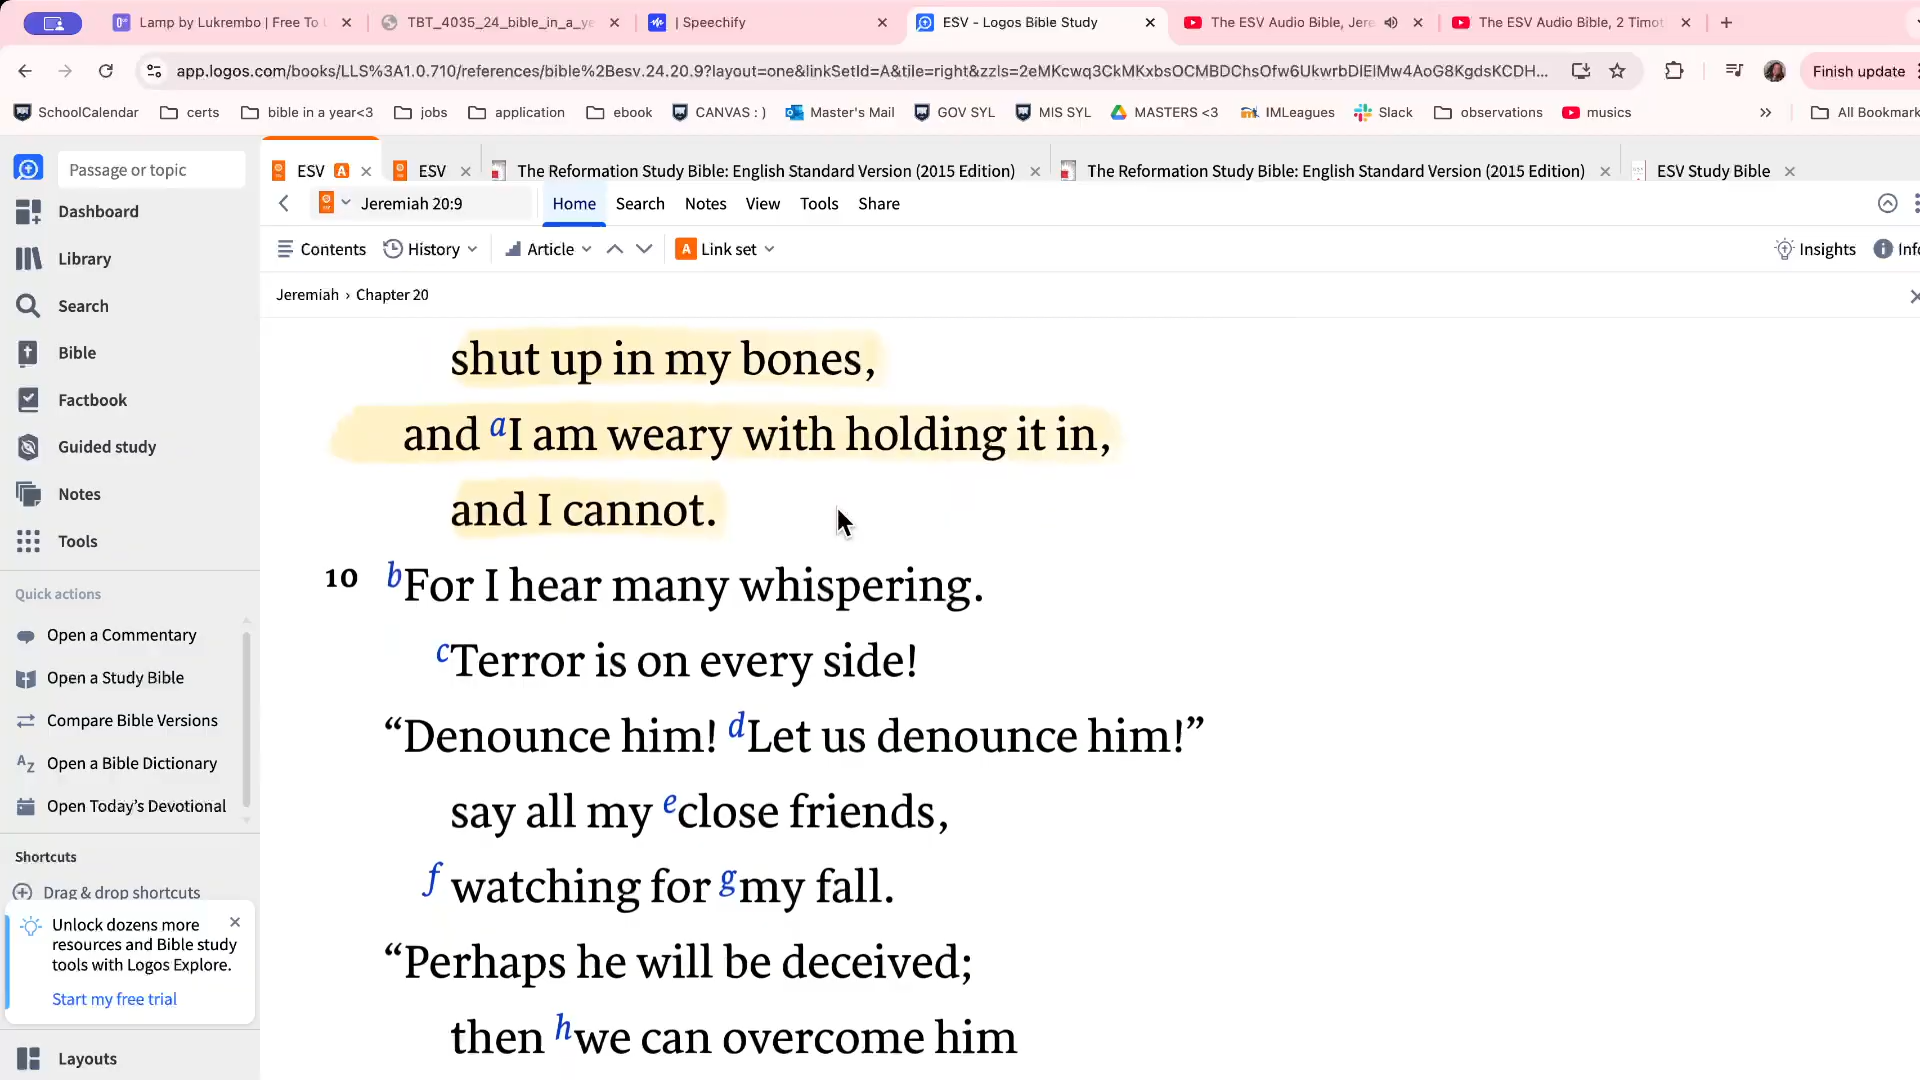 Lamp by Lukrembo | Free To
TBT_4035_24_bible_in_a_ye
| Speechify
ESV - Logos Bible Study
The ESV Audio Bible, Jere
The ESV Audio Bible, 2 Timot
app.logos.com/books/LLS%3A1.0.710/references/bible%2Besv.24.20.9?layout=one&linkSetId=A&tile=right&zzls=2eMKcwq3CkMKxbsOCMBDChsOfw6UkwrbDlElMw4AoG8KgdsKCDH...
Finish update
SchoolCalendar
certs
bible in a year<3
jobs
application
ebook
CANVAS : )
Master's Mail
GOV SYL
MIS SYL
MASTERS <3
IMLeagues
Slack
observations
musics
All Bookmark
Passage or topic
ESV A
ESV
The Reformation Study Bible: English Standard Version (2015 Edition)
The Reformation Study Bible: English Standard Version (2015 Edition)
ESV Study Bible
Jeremiah 20:9
Home
Search
Notes
View
Tools
Share
Contents
History
Article
A Link set
Insights
Info
Jeremiah › Chapter 20
Dashboard
Library
Search
Bible
Factbook
Guided study
Notes
Tools
Quick actions
Open a Commentary
Open a Study Bible
Compare Bible Versions
Open a Bible Dictionary
Open Today's Devotional
Shortcuts
Drag & drop shortcuts
Unlock dozens more
resources and Bible study
tools with Logos Explore.
Start my free trial
Layouts
shut up in my bones,
and aI am weary with holding it in,
and I cannot.
10 bFor I hear many whispering.
cTerror is on every side!
“Denounce him! dLet us denounce him!”
say all my eclose friends,
f watching for gmy fall.
“Perhaps he will be deceived;
then hwe can overcome him